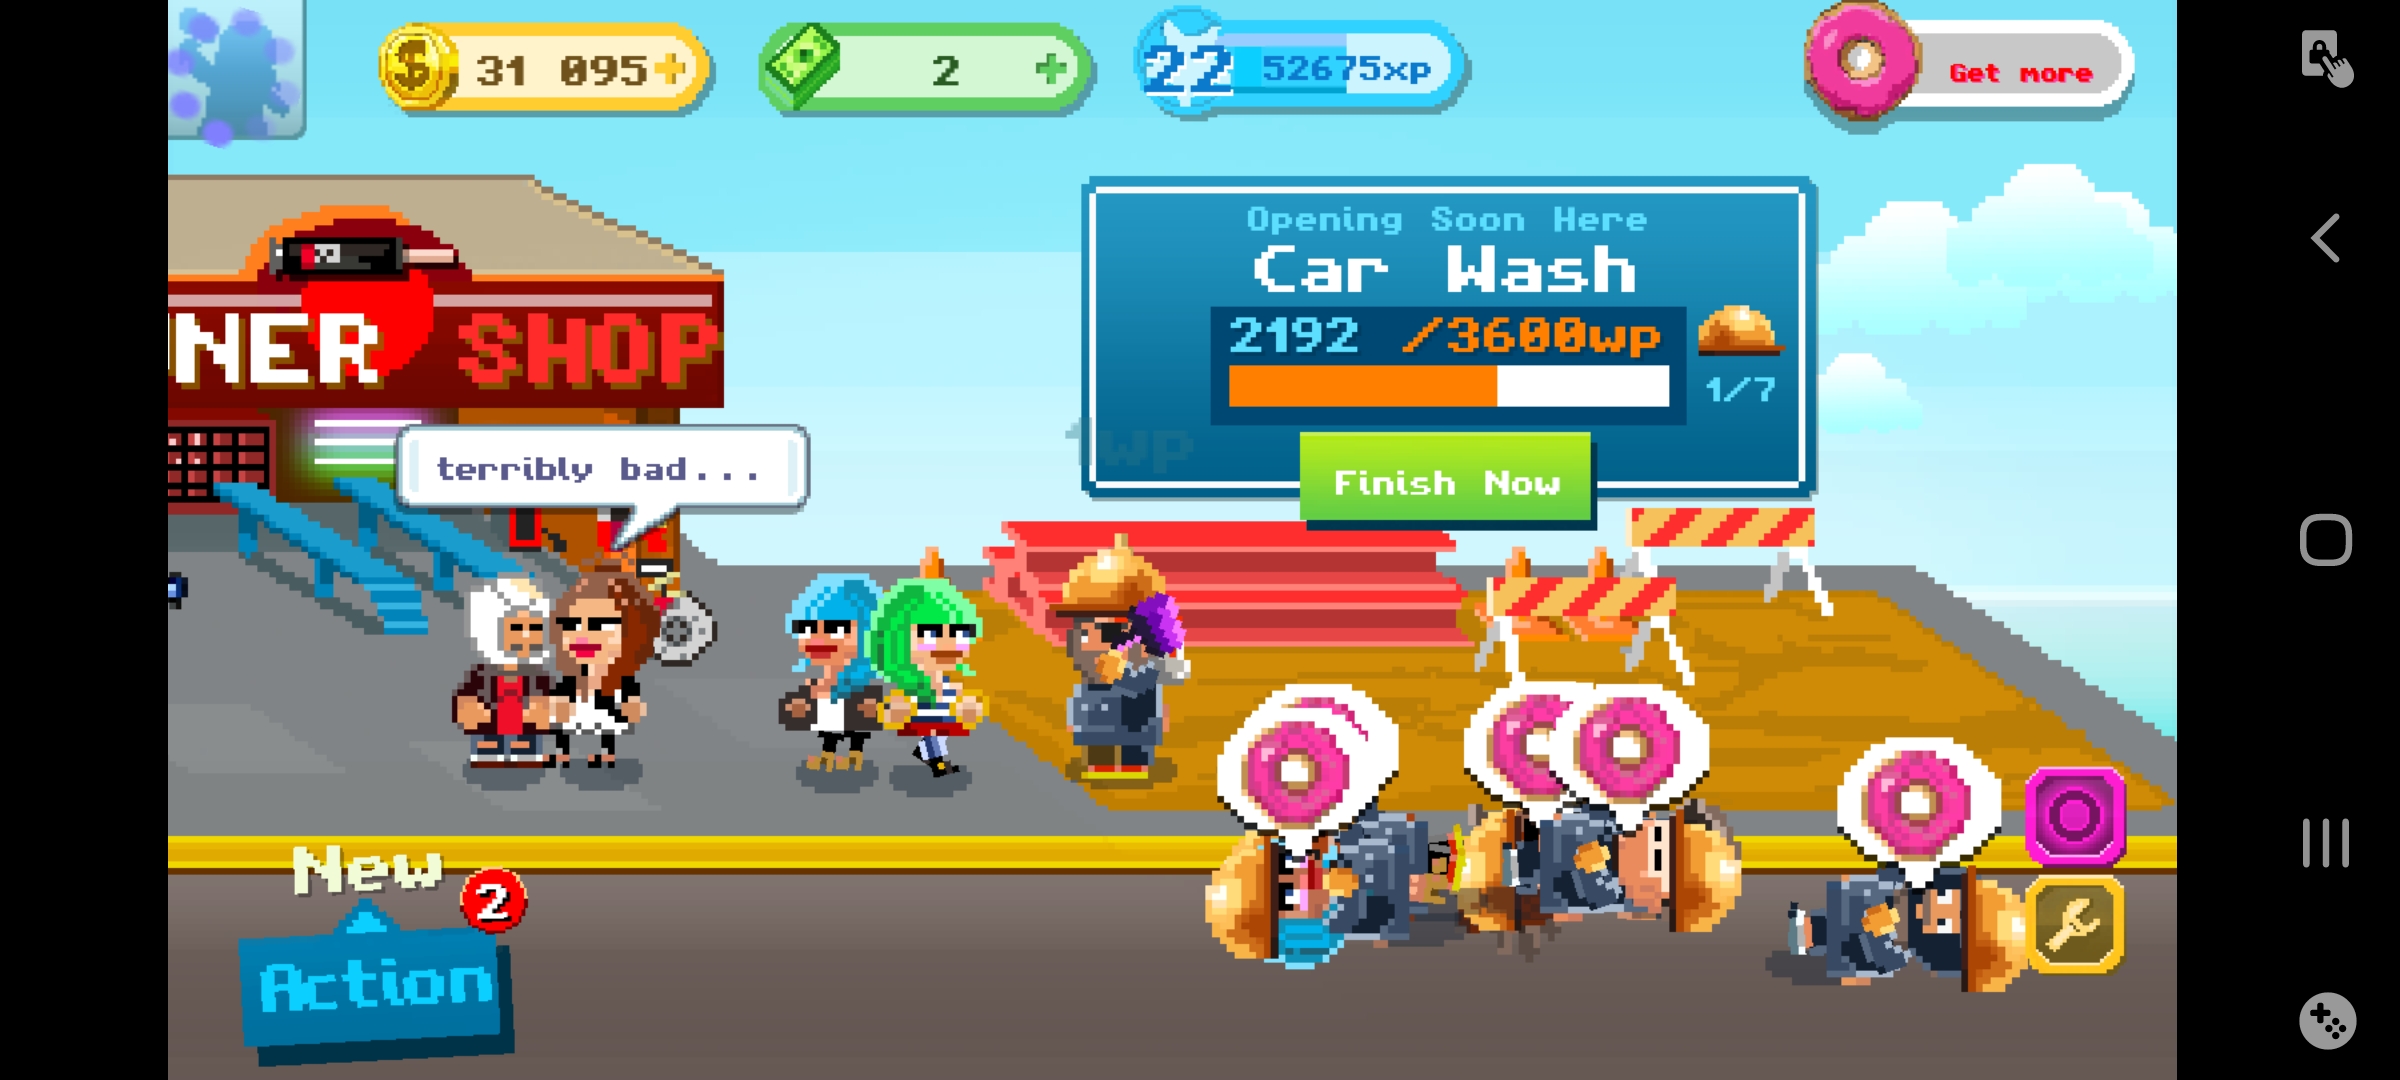 31 095
2
22 52675xp
Get more
Opening Soon Here
Car Wash
2192 /3600wp
1/7
wp
Finish Now
NER SHOP
terribly bad...
New
2
Action